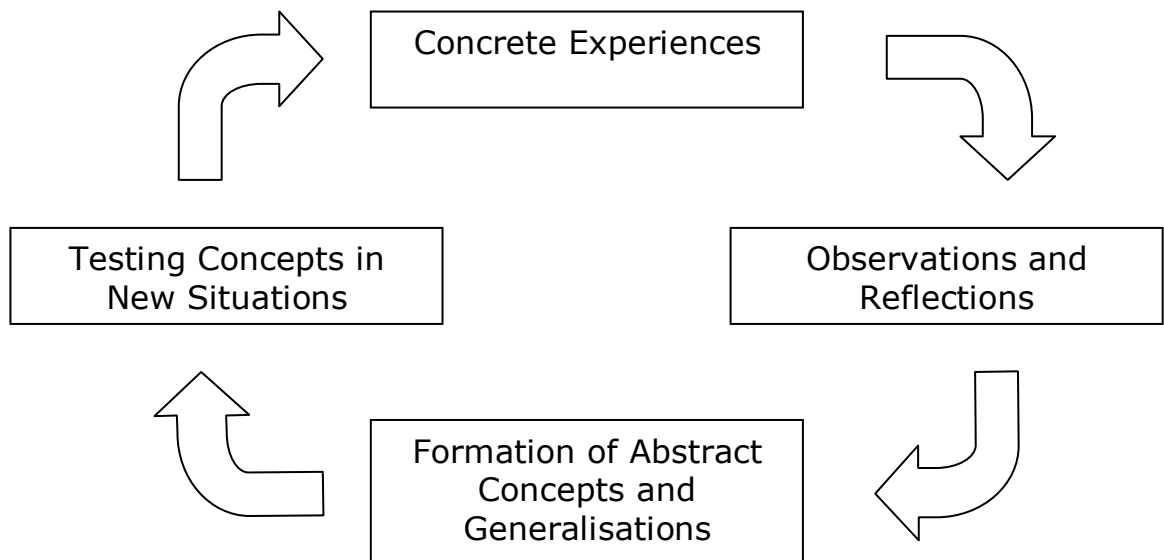 Concrete Experiences
Testing Concepts in
New Situations
Observations and
Reflections
Formation of Abstract
Concepts and
Generalisations